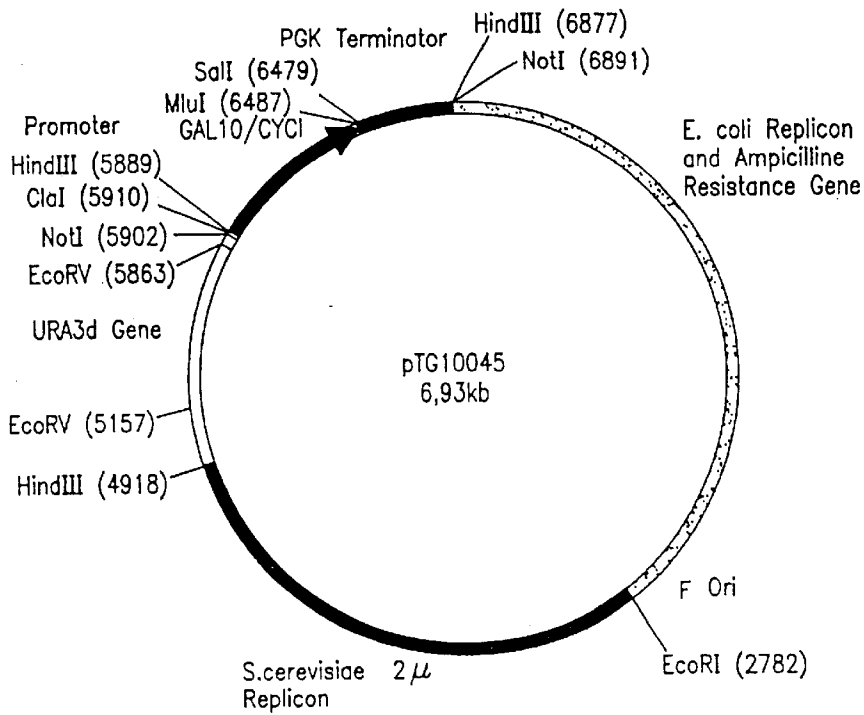 PGK Terminator
HindIII (6877)
NotI (6891)
SalI (6479)
MluI (6487)
GAL10/CYCI
Promoter
HindIII (5889)
ClaI (5910)
NotI (5902)
EcoRV (5863)
URA3d Gene
EcoRV (5157)
HindIII (4918)
E. coli Replicon
and Ampicilline
Resistance Gene
pTG10045
6,93kb
F Ori
EcoRI (2782)
S.cerevisiae 2μ
Replicon